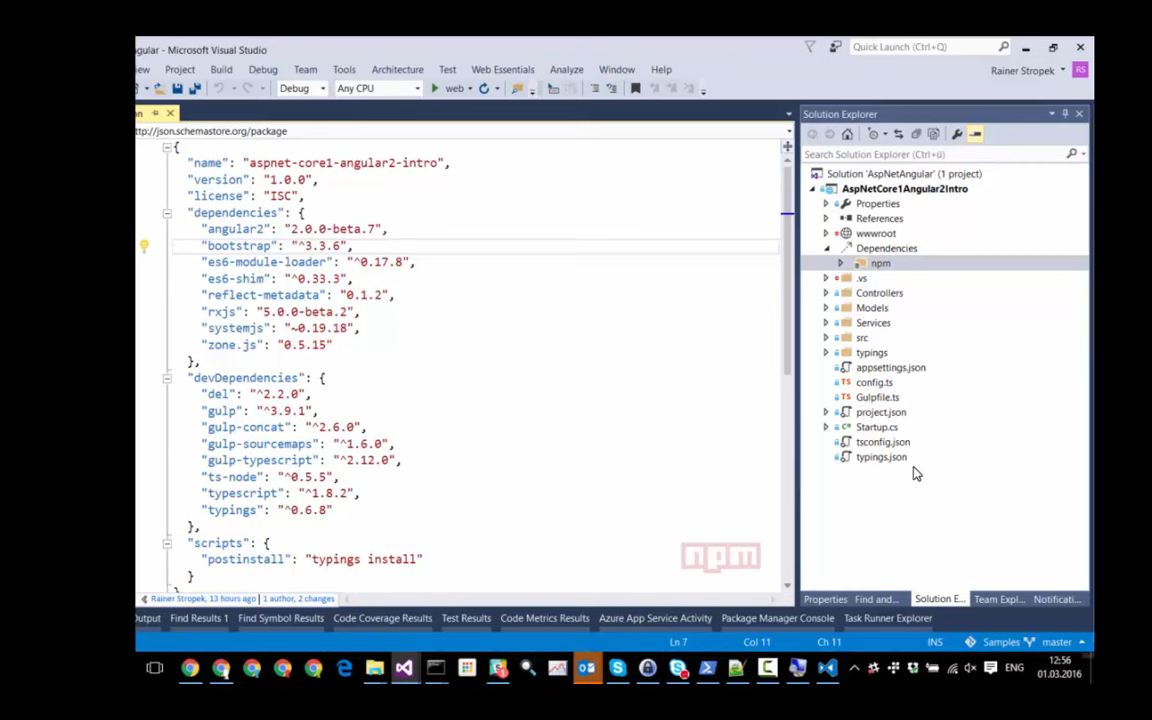 ngular - Microsoft Visual Studio
Quick Launch (Ctrl+Q)
ew Project Build Debug Team Tools Architecture Test Web Essentials Analyze Window Help
Rainer Stropek RS
Debug Any CPU web
on
ttp://json.schemastore.org/package
{
"name": "aspnet-core1-angular2-intro",
"version": "1.0.0",
"license": "ISC",
"dependencies": {
"angular2": "2.0.0-beta.7",
"bootstrap": "^3.3.6",
"es6-module-loader": "^0.17.8",
"es6-shim": "^0.33.3",
"reflect-metadata": "0.1.2",
"rxjs": "5.0.0-beta.2",
"systemjs": "~0.19.18",
"zone.js": "0.5.15"
},
"devDependencies": {
"del": "^2.2.0",
"gulp": "^3.9.1",
"gulp-concat": "^2.6.0",
"gulp-sourcemaps": "^1.6.0",
"gulp-typescript": "^2.12.0",
"ts-node": "^0.5.5",
"typescript": "^1.8.2",
"typings": "^0.6.8"
},
"scripts": {
"postinstall": "typings install"
}
npm
Rainer Stropek, 13 hours ago | 1 author, 2 changes
Solution Explorer
Search Solution Explorer (Ctrl+ü)
Solution 'AspNetAngular' (1 project)
AspNetCore1Angular2Intro
Properties
References
wwwroot
Dependencies
npm
.vs
Controllers
Models
Services
src
typings
appsettings.json
config.ts
Gulpfile.ts
project.json
Startup.cs
tsconfig.json
typings.json
Properties Find and... Solution E... Team Expl... Notificati...
utput Find Results 1 Find Symbol Results Code Coverage Results Test Results Code Metrics Results Azure App Service Activity Package Manager Console Task Runner Explorer
Ln 7 Col 11 Ch 11 INS Samples master
ENG
12:56
01.03.2016